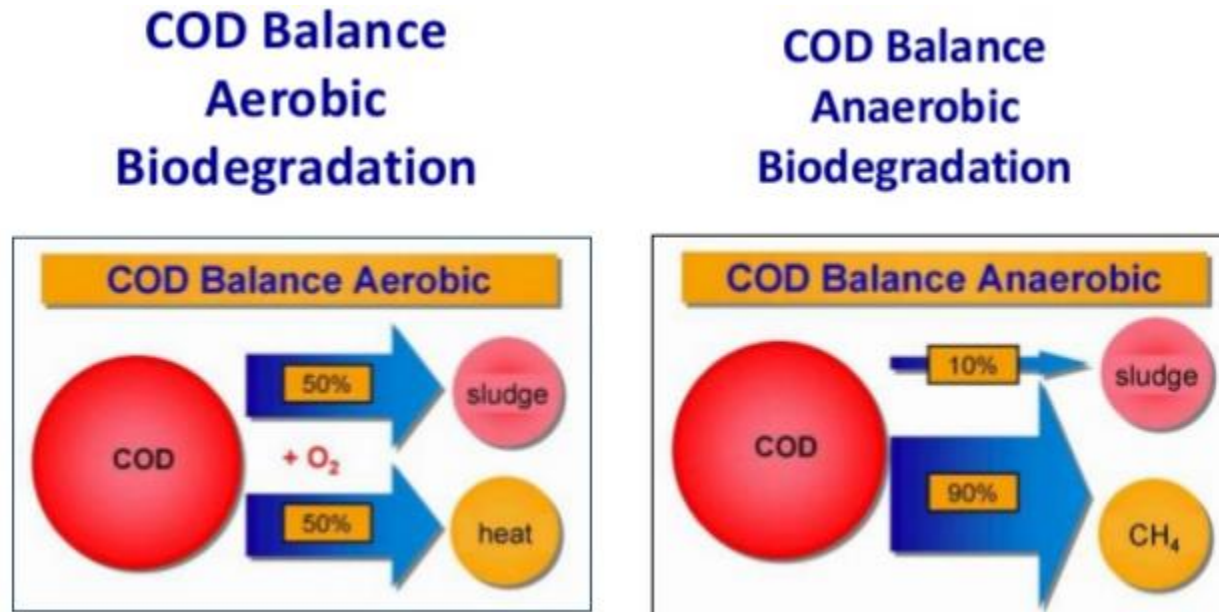 COD Balance
Aerobic
Biodegradation
COD Balance Aerobic
COD
50%
sludge
+ O₂
50%
heat
COD Balance
Anaerobic
Biodegradation
COD Balance Anaerobic
COD
10%
sludge
90%
CH₄